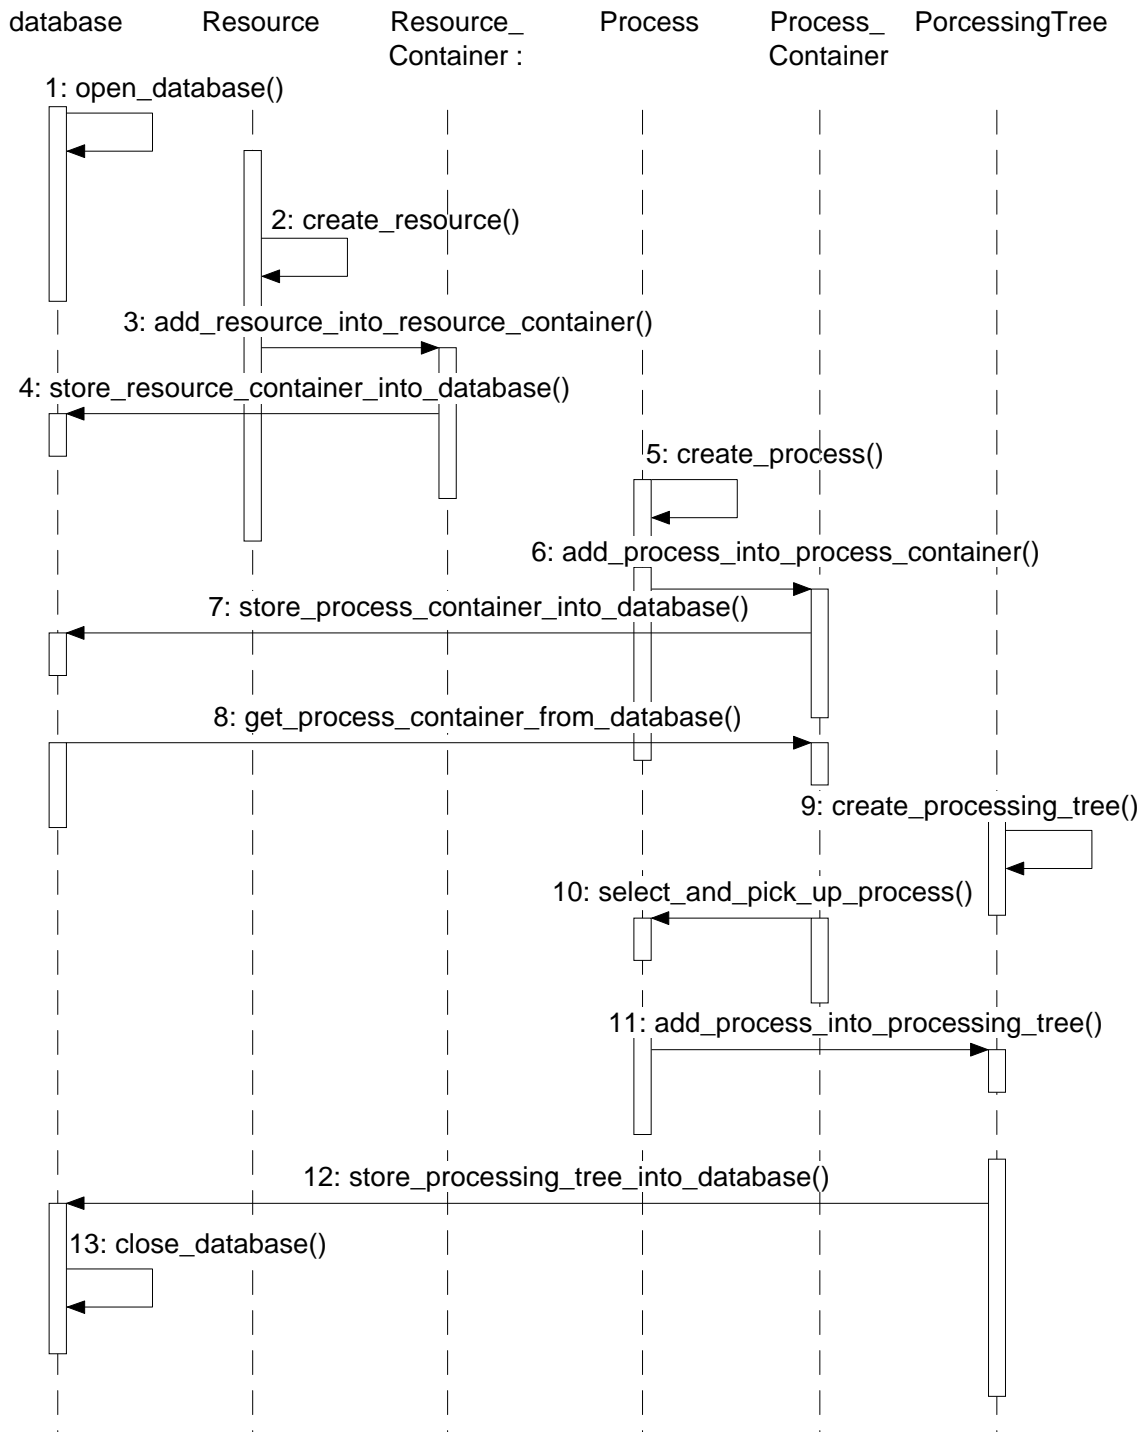 database
Resource
Resource_
Container :
Process
Process_
Container
PorcessingTree
1: open_database()
2: create_resource()
3: add_resource_into_resource_container()
4: store_resource_container_into_database()
5: create_process()
6: add_process_into_process_container()
7: store_process_container_into_database()
8: get_process_container_from_database()
9: create_processing_tree()
10: select_and_pick_up_process()
11: add_process_into_processing_tree()
12: store_processing_tree_into_database()
13: close_database()